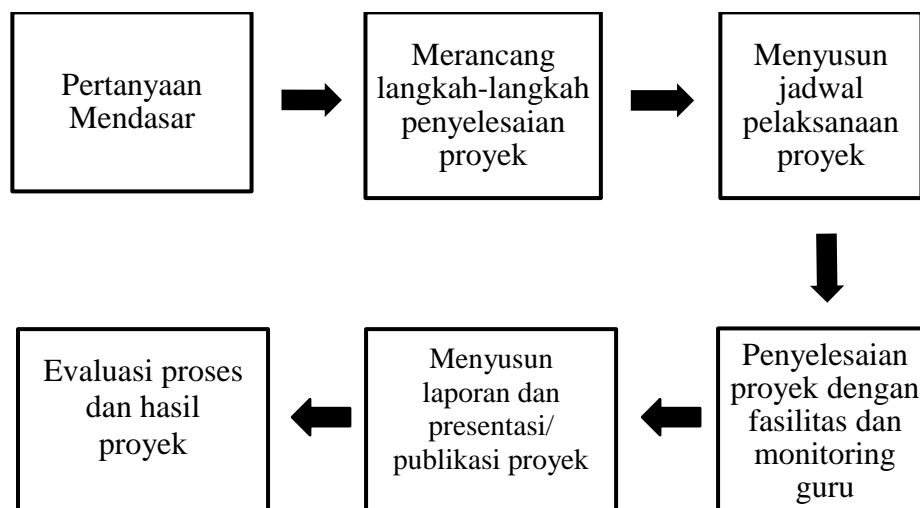 Pertanyaan
Mendasar
Merancang
langkah-langkah
penyelesaian
proyek
Menyusun
jadwal
pelaksanaan
proyek
Penyelesaian
proyek dengan
fasilitas dan
monitoring
guru
Menyusun
laporan dan
presentasi/
publikasi proyek
Evaluasi proses
dan hasil
proyek